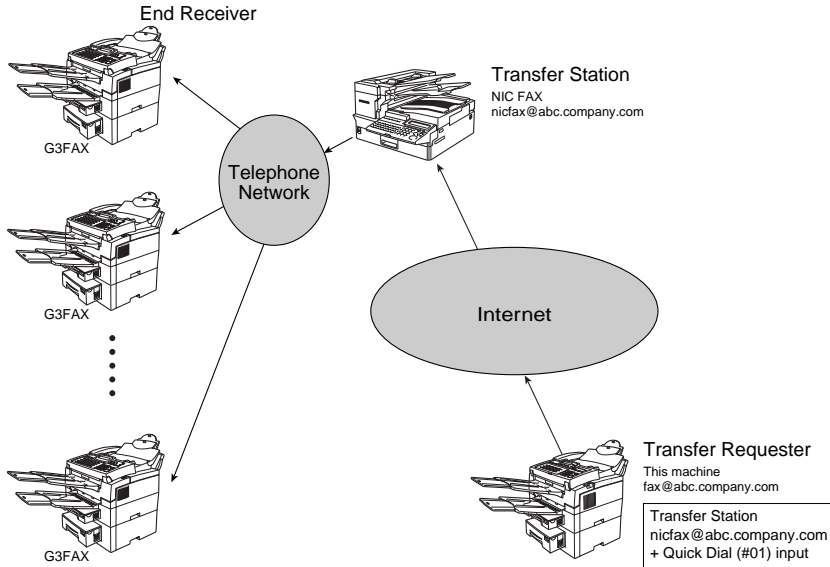 End Receiver
G3FAX
Transfer Station
NIC FAX
nicfax@abc.company.com
Telephone
Network
G3FAX
Internet
G3FAX
Transfer Requester
This machine
fax@abc.company.com
Transfer Station
nicfax@abc.company.com
+ Quick Dial (#01) input